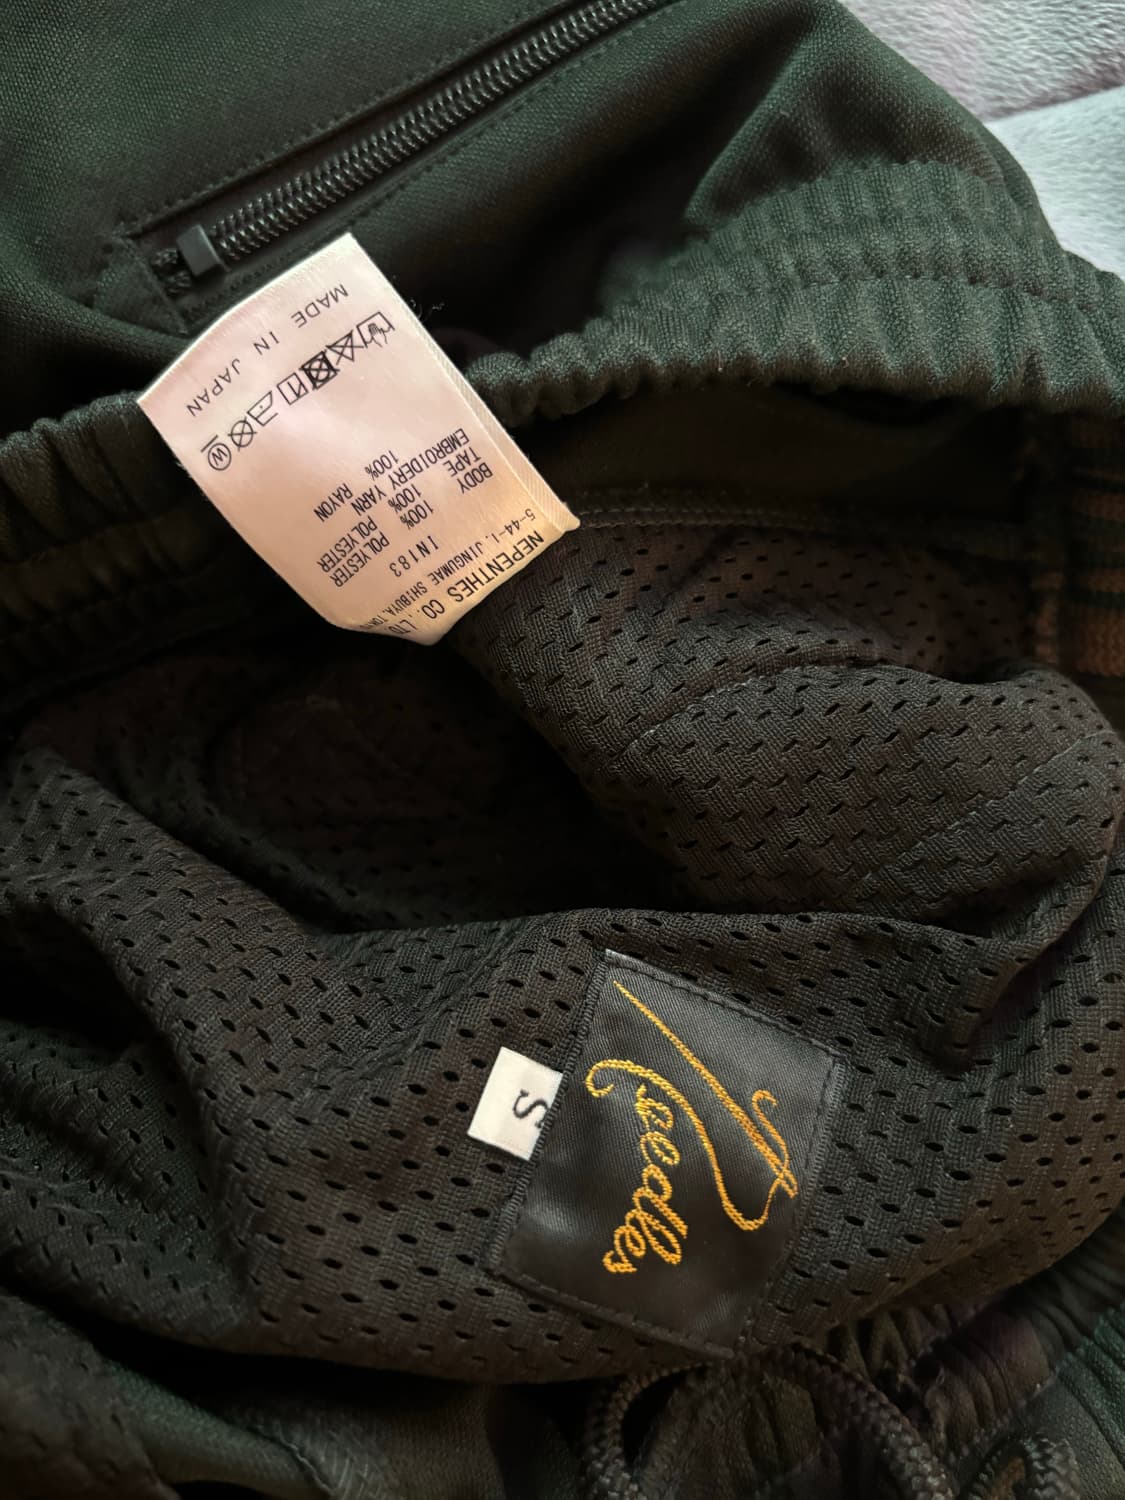 NEPENTHES CO., LTD
5-44-1, JINGUMAE SHIBUYA, TOKYO
IN183
BODY 100% POLYESTER
TAPE 100% POLYESTER
EMBROIDERY YARN
100% RAYON
W
MADE IN JAPAN
Needles
S